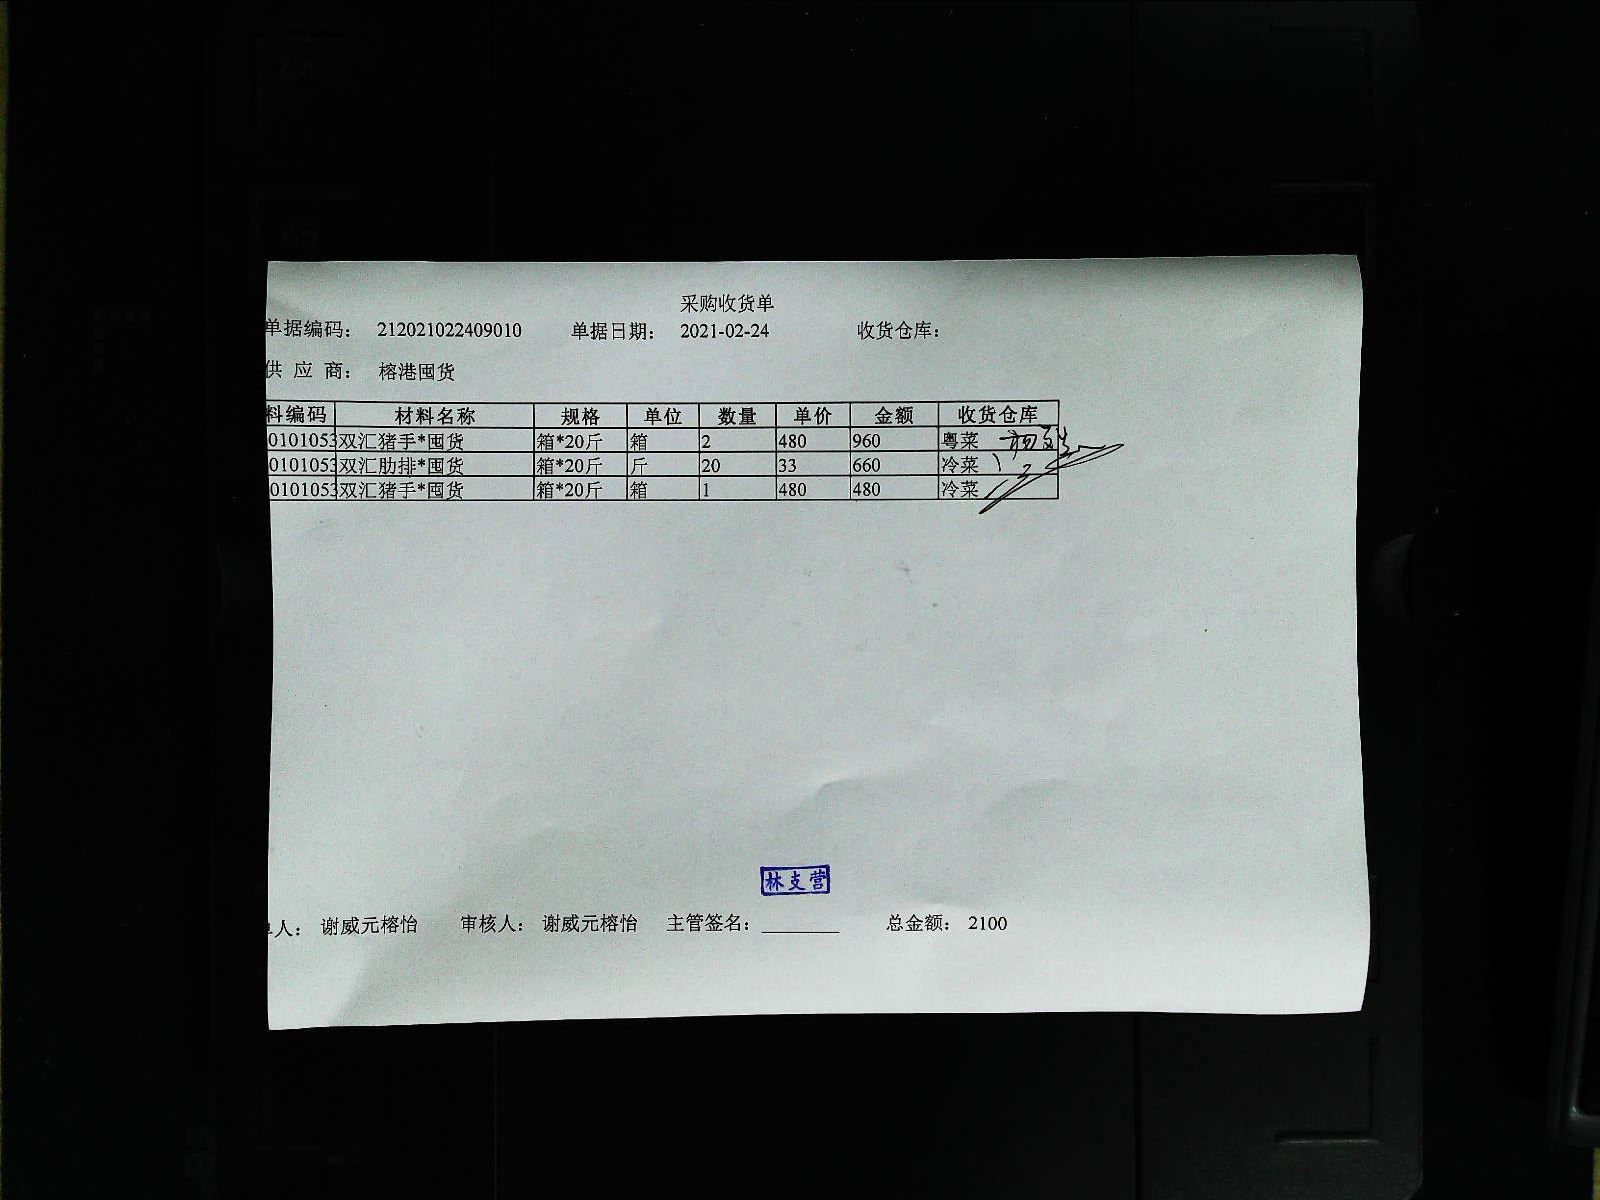 采购收货单
单据编码： 212021022409010 单据日期： 2021-02-24 收货仓库：
供 应 商： 榕港囤货
料编码 材料名称 规格 单位 数量 单价 金额 收货仓库
0101053 双汇猪手*囤货 箱*20斤 箱 2 480 960 粤菜
0101053 双汇肋排*囤货 箱*20斤 斤 20 33 660 冷菜
0101053 双汇猪手*囤货 箱*20斤 箱 1 480 480 冷菜
林支营
人： 谢威元榕怡 审核人： 谢威元榕怡 主管签名：________ 总金额： 2100